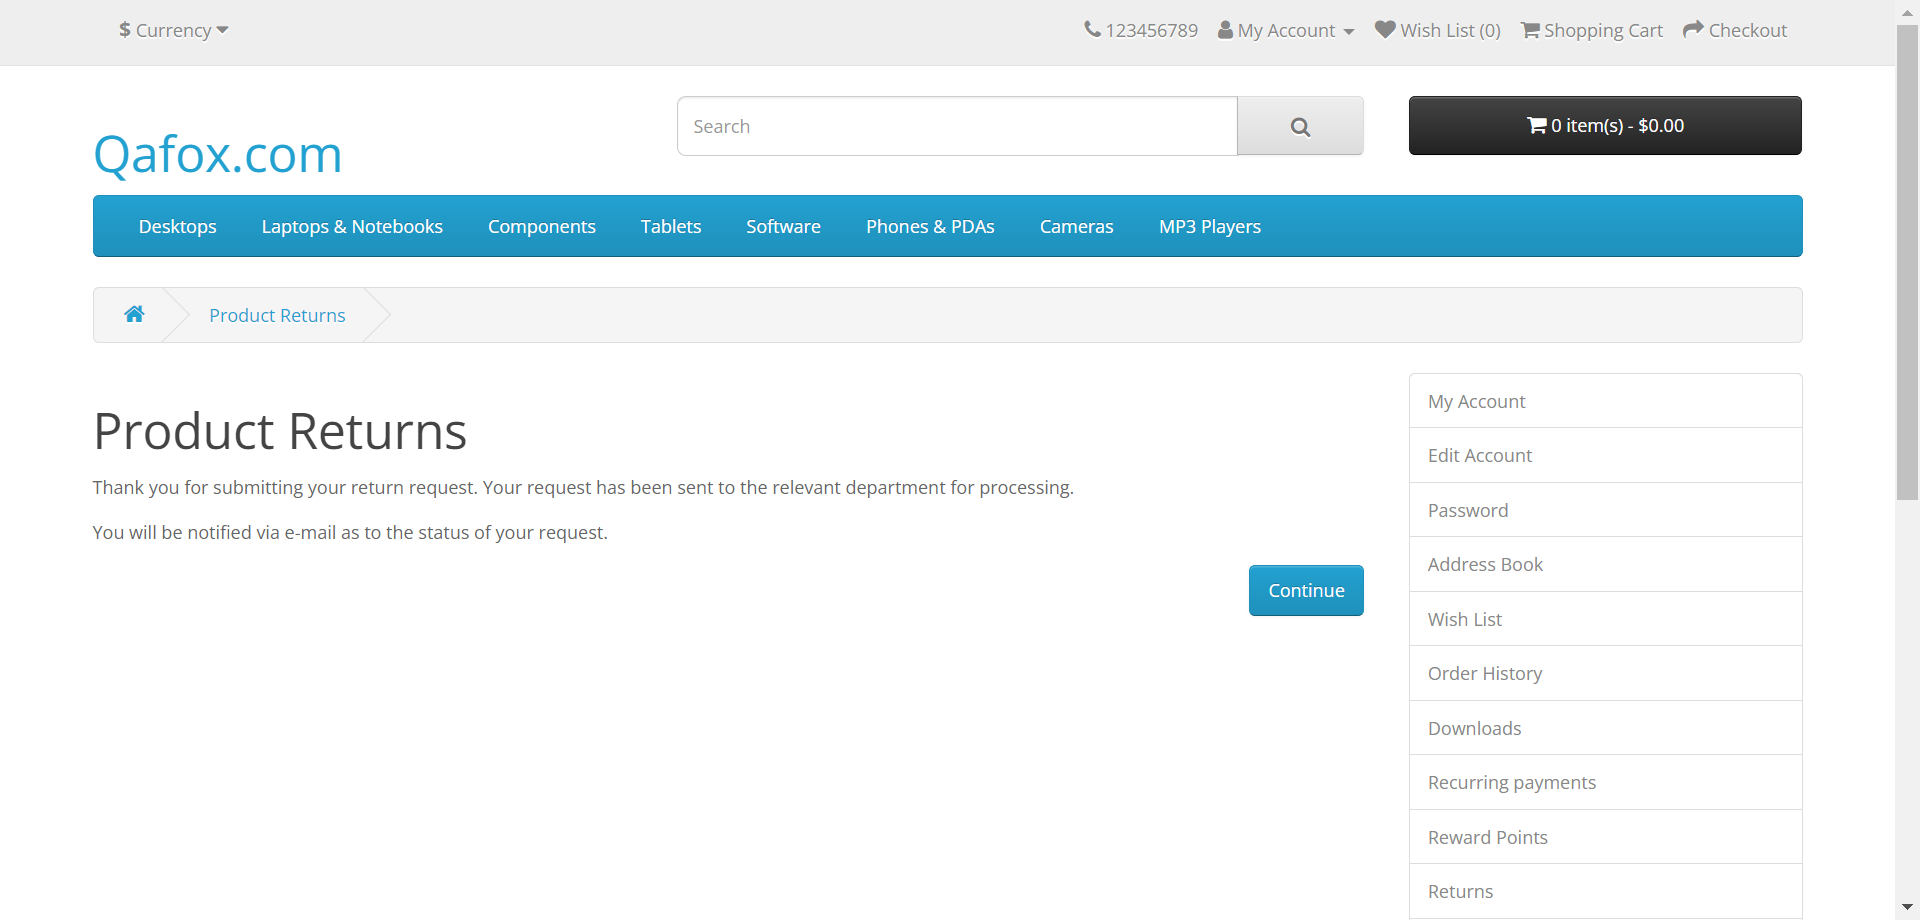 $ Currency
123456789 My Account Wish List (0) Shopping Cart Checkout
Qafox.com
Search
0 item(s) - $0.00
Desktops Laptops & Notebooks Components Tablets Software Phones & PDAs Cameras MP3 Players
Product Returns
Product Returns
Thank you for submitting your return request. Your request has been sent to the relevant department for processing.
You will be notified via e-mail as to the status of your request.
Continue
My Account
Edit Account
Password
Address Book
Wish List
Order History
Downloads
Recurring payments
Reward Points
Returns